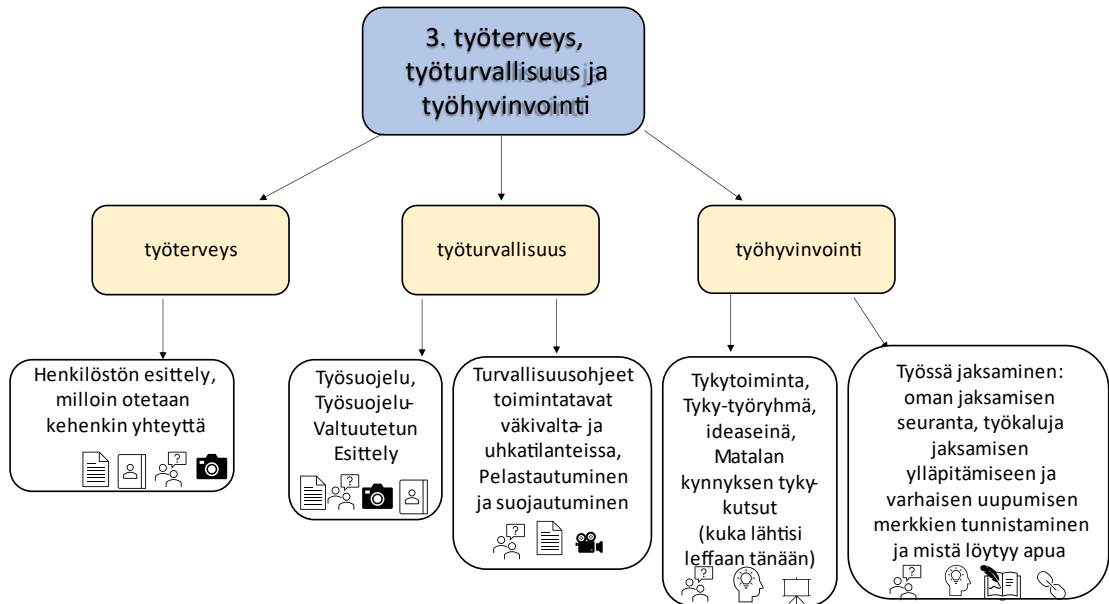 3. työterveys,
työturvallisuus ja
työhyvinvointi
työterveys
työturvallisuus
työhyvinvointi
Henkilöstön esittely,
milloin otetaan
kehenkin yhteyttä
Työsuojelu,
Työsuojelu-
Valtuutetun
Esittely
Turvallisuusohjeet
toimintatavat
väkivalta- ja
uhkatilanteissa,
Pelastautuminen
ja suojautuminen
Tykytoiminta,
Tyky-työryhmä,
ideaseinä,
Matalan
kynnyksen tyky-
kutsut
(kuka lähtisi
leffaan tänään)
Työssä jaksaminen:
oman jaksamisen
seuranta, työkaluja
jaksamisen
ylläpitämiseen ja
varhaisen uupumisen
merkkien tunnistaminen
ja mistä löytyy apua